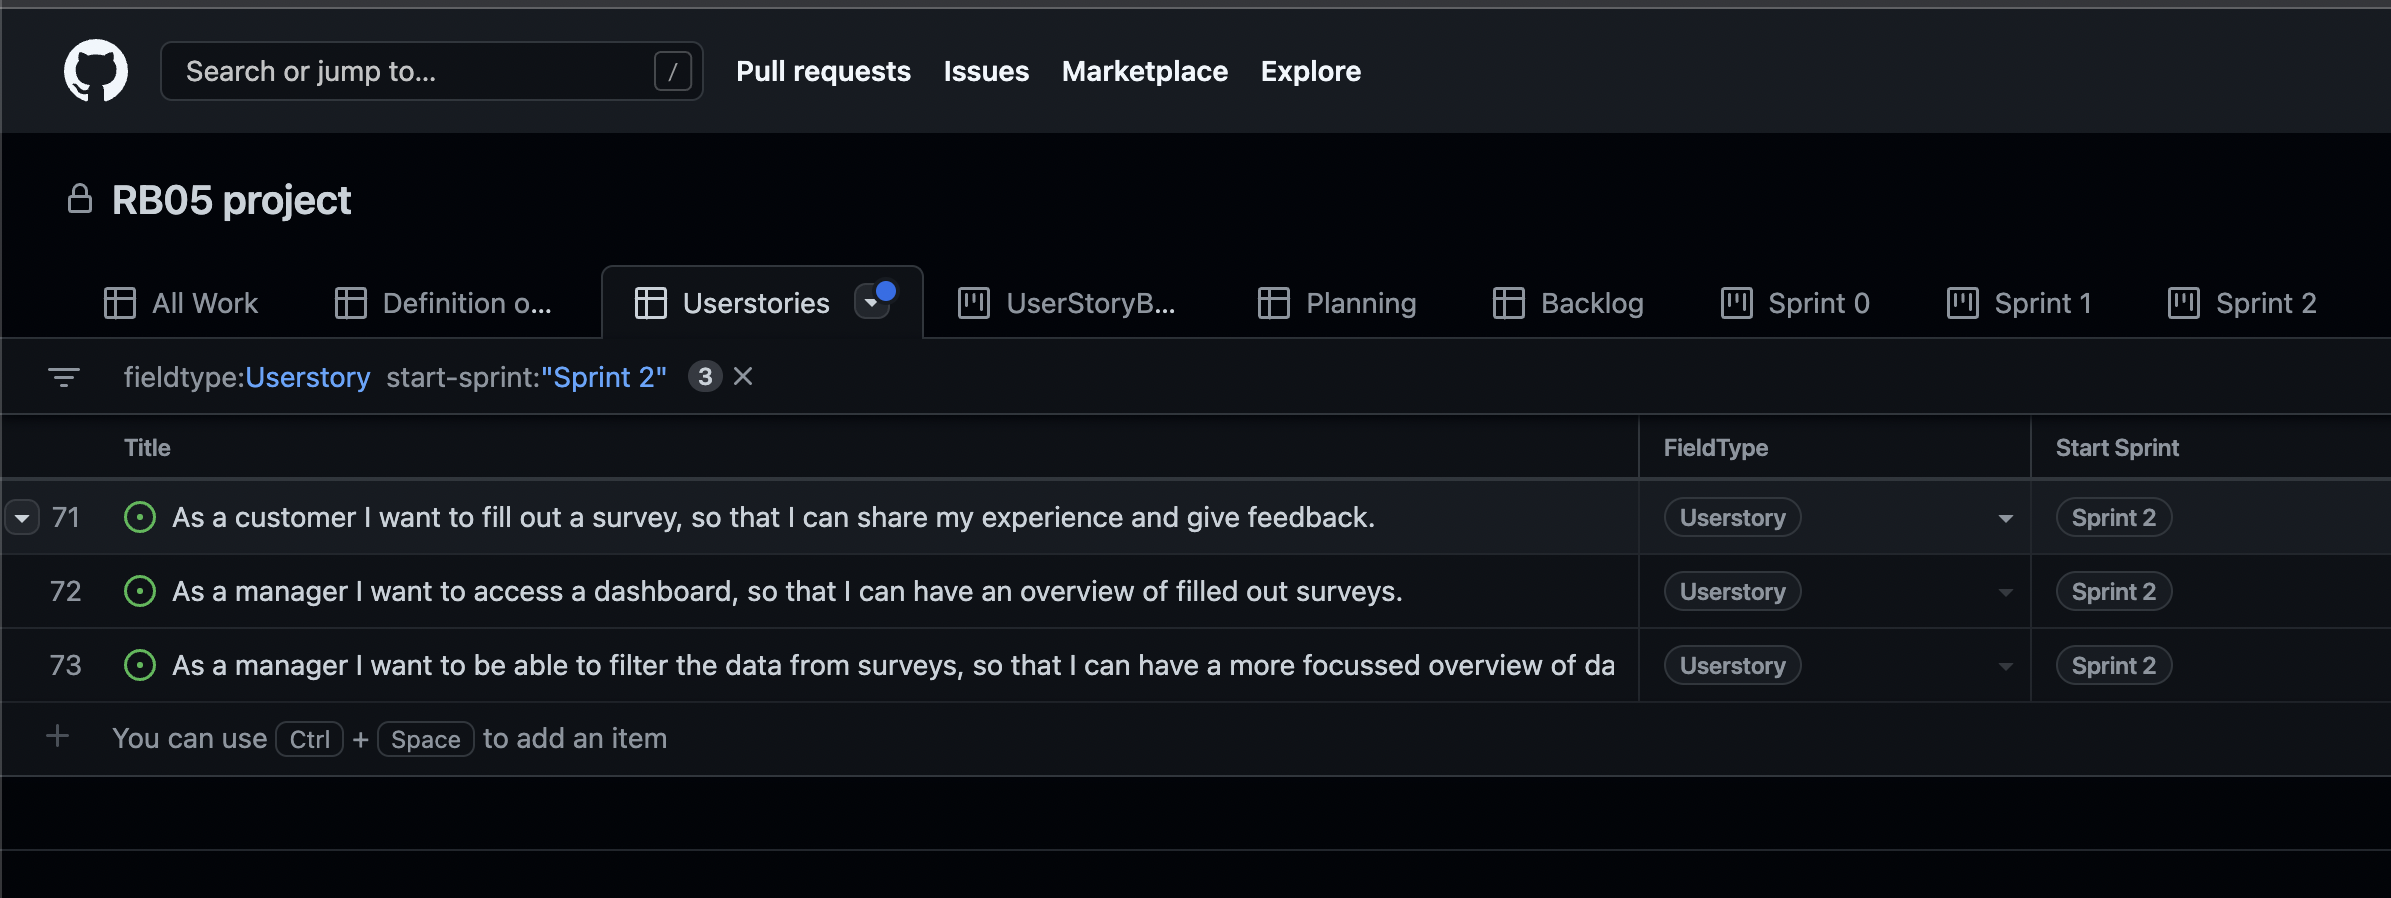 Search or jump to... / Pull requests Issues Marketplace Explore
RB05 project
All Work Definition o... Userstories UserStoryB... Planning Backlog Sprint 0 Sprint 1 Sprint 2
fieldtype:Userstory start-sprint:"Sprint 2" 3
Title FieldType Start Sprint
71 As a customer I want to fill out a survey, so that I can share my experience and give feedback. Userstory Sprint 2
72 As a manager I want to access a dashboard, so that I can have an overview of filled out surveys. Userstory Sprint 2
73 As a manager I want to be able to filter the data from surveys, so that I can have a more focussed overview of da Userstory Sprint 2
+ You can use Ctrl + Space to add an item